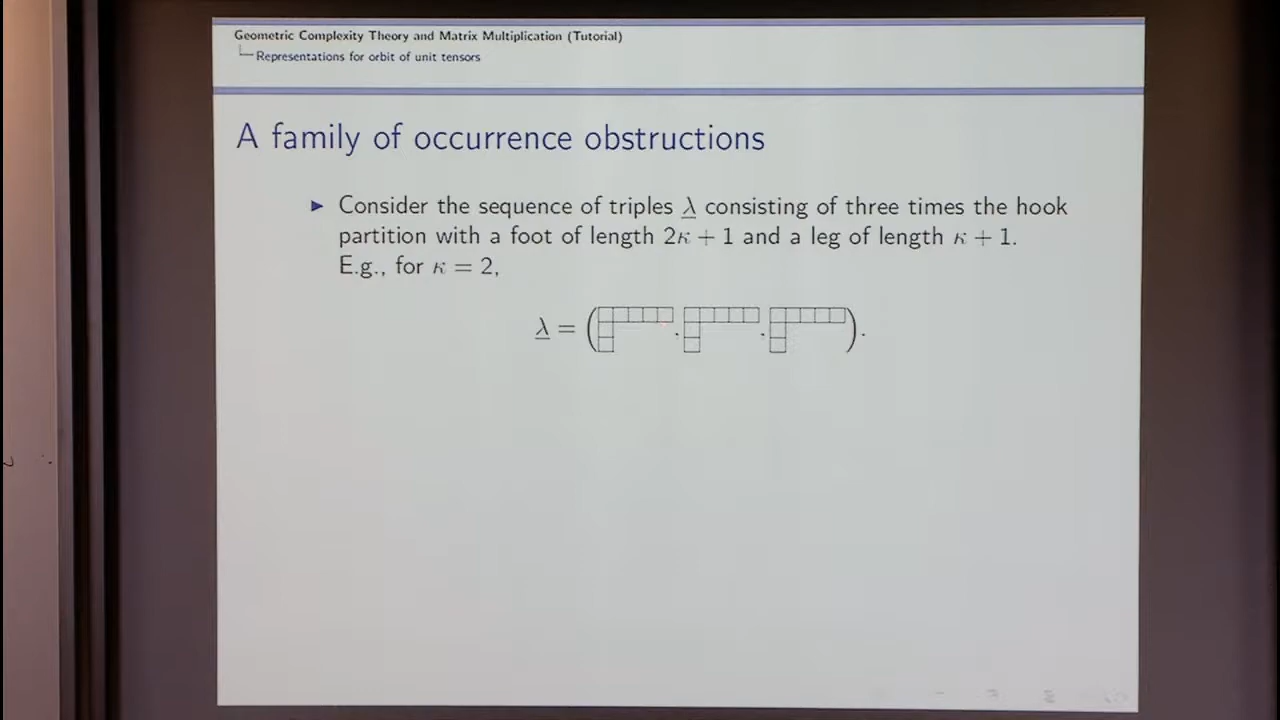 Geometric Complexity Theory and Matrix Multiplication (Tutorial)
Representations for orbit of unit tensors
A family of occurrence obstructions
► Consider the sequence of triples λ̲ consisting of three times the hook
partition with a foot of length 2κ + 1 and a leg of length κ + 1.
E.g., for κ = 2,
λ̲ = ( , , ).